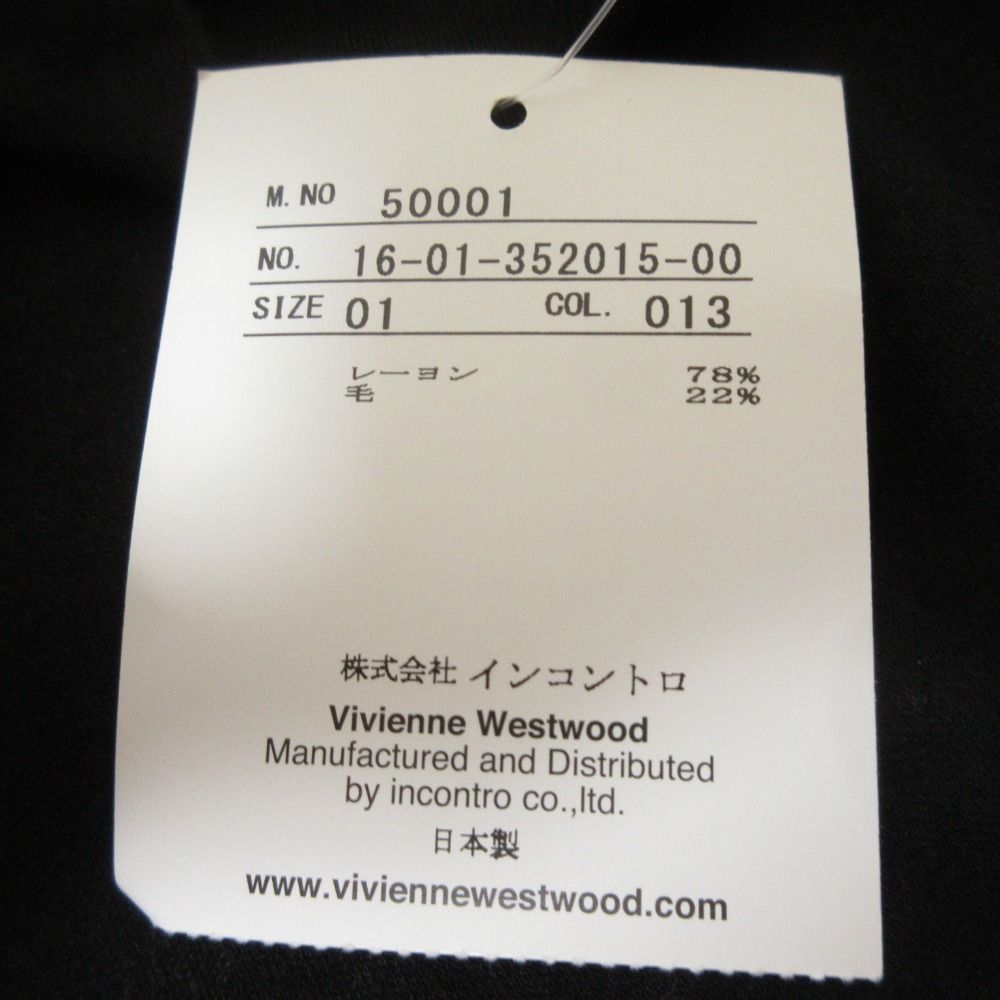 M. NO 50001
NO. 16-01-352015-00
SIZE 01 COL. 013
レーヨン 78%
毛 22%
株式会社 インコントロ
Vivienne Westwood
Manufactured and Distributed
by incontro co.,ltd.
日本製
www.viviennewestwood.com